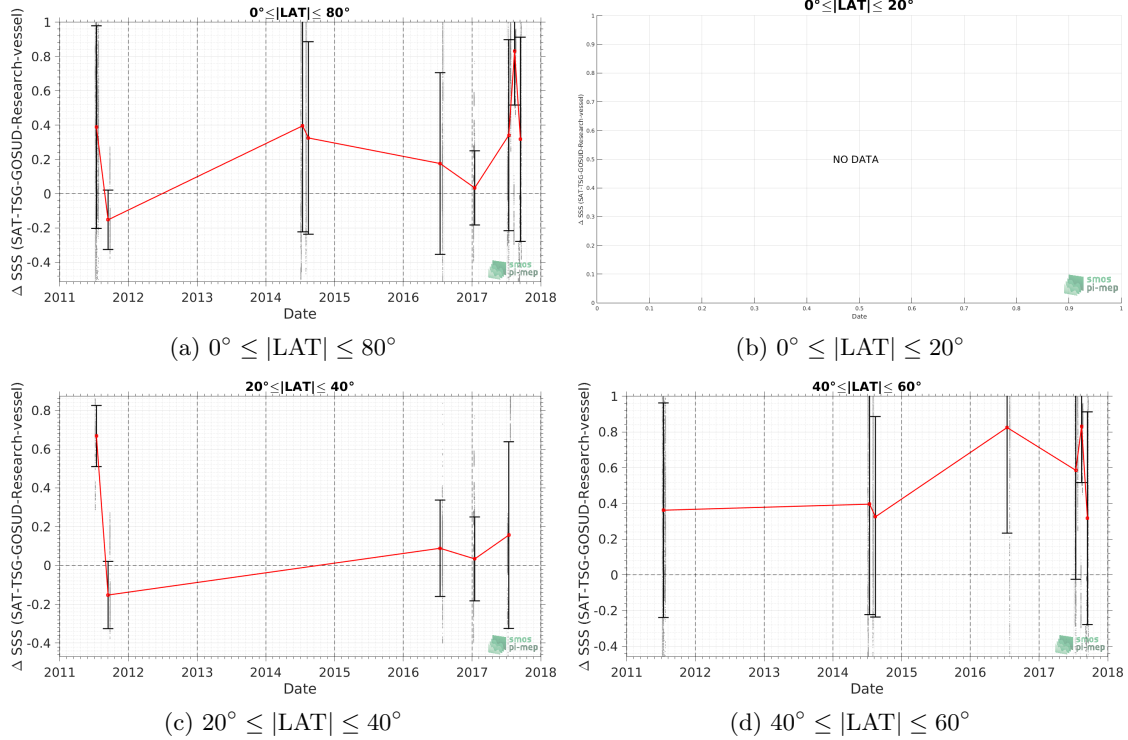 0°≤|LAT|≤ 80°
Δ SSS (SAT-TSG-GOSUD-Research-vessel)
1
0.8
0.6
0.4
0.2
0
-0.2
-0.4
2011 2012 2013 2014 2015 2016 2017 2018
Date
smos
pi-mep
(a) 0° ≤ |LAT| ≤ 80°
0°≤|LAT|≤ 20°
Δ SSS (SAT-TSG-GOSUD-Research-vessel)
1
0.9
0.8
0.7
0.6
0.5
0.4
0.3
0.2
0.1
0
NO DATA
0 0.1 0.2 0.3 0.4 0.5 0.6 0.7 0.8 0.9 1
Date
smos
pi-mep
(b) 0° ≤ |LAT| ≤ 20°
20°≤|LAT|≤ 40°
Δ SSS (SAT-TSG-GOSUD-Research-vessel)
0.8
0.6
0.4
0.2
0
-0.2
-0.4
2011 2012 2013 2014 2015 2016 2017 2018
Date
smos
pi-mep
(c) 20° ≤ |LAT| ≤ 40°
40°≤|LAT|≤ 60°
Δ SSS (SAT-TSG-GOSUD-Research-vessel)
1
0.8
0.6
0.4
0.2
0
-0.2
-0.4
2011 2012 2013 2014 2015 2016 2017 2018
Date
smos
pi-mep
(d) 40° ≤ |LAT| ≤ 60°